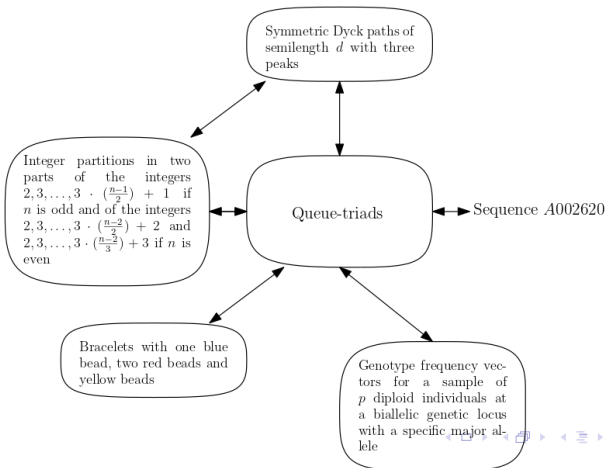 Symmetric Dyck paths of
semilength d with three
peaks
Integer partitions in two
parts of the integers
2, 3, . . . , 3 · (\frac{n−1}{2}) + 1 if
n is odd and of the integers
2, 3, . . . , 3 · (\frac{n−2}{2}) + 2 and
2, 3, . . . , 3 · (\frac{n−2}{3}) + 3 if n is
even
Queue-triads
Sequence A002620
Bracelets with one blue
bead, two red beads and
yellow beads
Genotype frequency vec-
tors for a sample of
p diploid individuals at
a biallelic genetic locus
with a specific major al-
lele